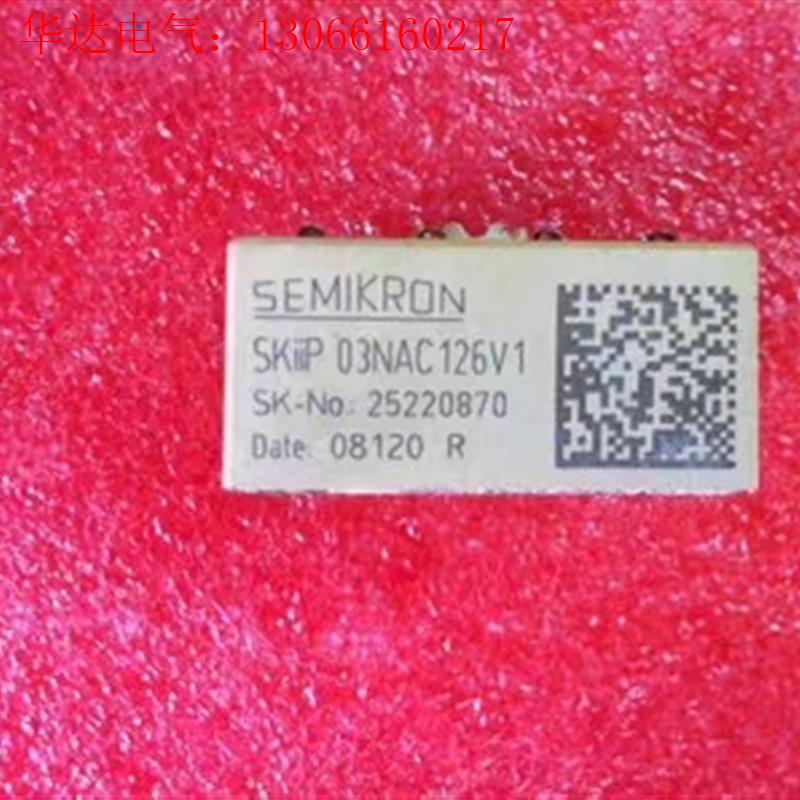 华达电气：13066160217
SEMIKRON
SKiiP 03NAC126V1
SK-No.: 25220870
Date: 08120 R